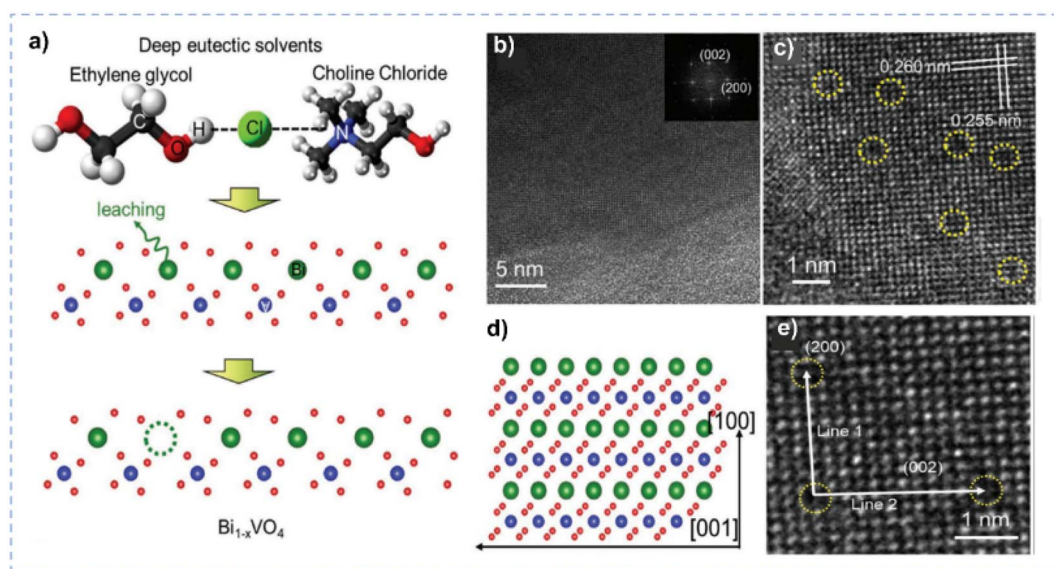 a)
Deep eutectic solvents
Ethylene glycol
Choline Chloride
C
H
O
Cl
N
leaching
Bi
V
Bi1-xVO4
b)
(002)
(200)
5 nm
c)
0.260 nm
0.255 nm
1 nm
d)
[100]
[001]
e)
(200)
Line 1
(002)
Line 2
1 nm